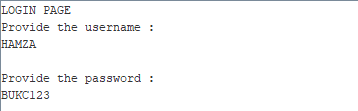 LOGIN PAGE
Provide the username :
HAMZA
Provide the password :
BUKC123